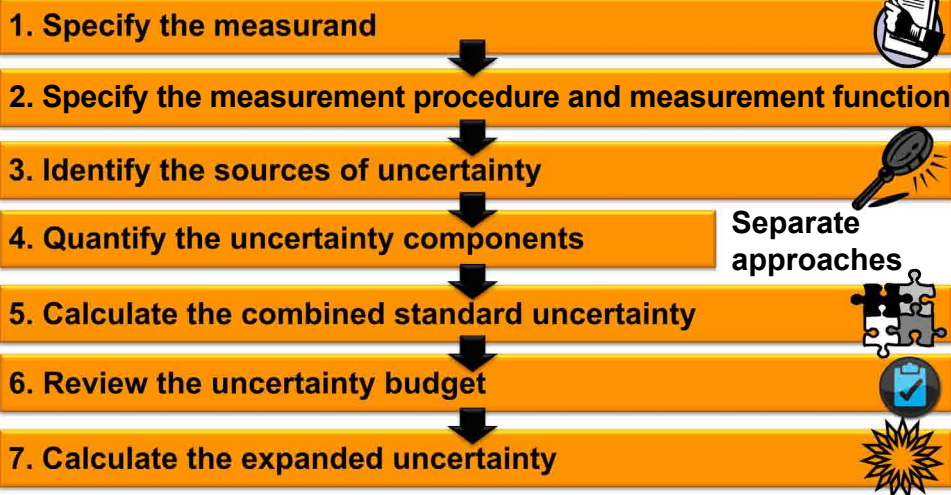 1. Specify the measurand
2. Specify the measurement procedure and measurement function
3. Identify the sources of uncertainty
4. Quantify the uncertainty components
Separate
approaches
5. Calculate the combined standard uncertainty
6. Review the uncertainty budget
7. Calculate the expanded uncertainty